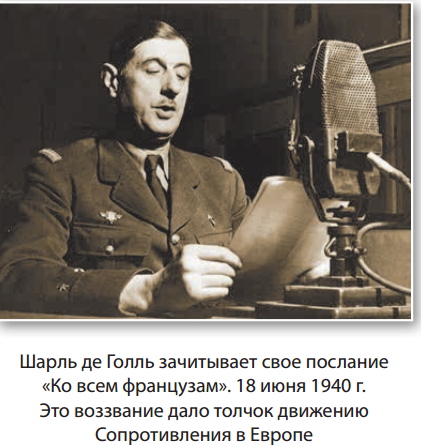 Шарль де Голль зачитывает свое послание
«Ко всем французам». 18 июня 1940 г.
Это воззвание дало толчок движению
Сопротивления в Европе